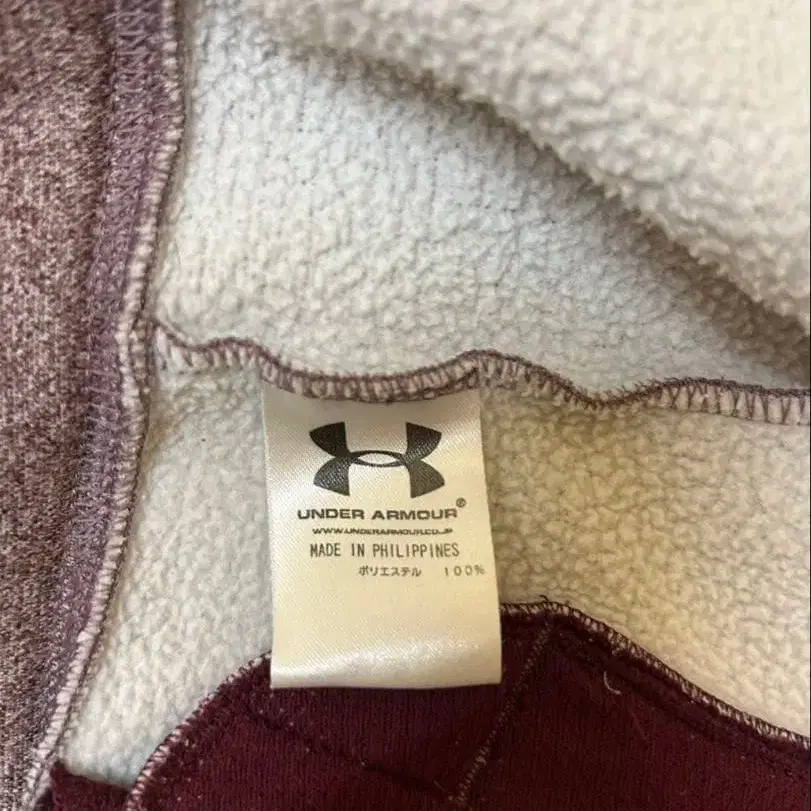 UNDER ARMOUR®
WWW.UNDERARMOUR.CO.JP
MADE IN PHILIPPINES
ポリエステル 100%